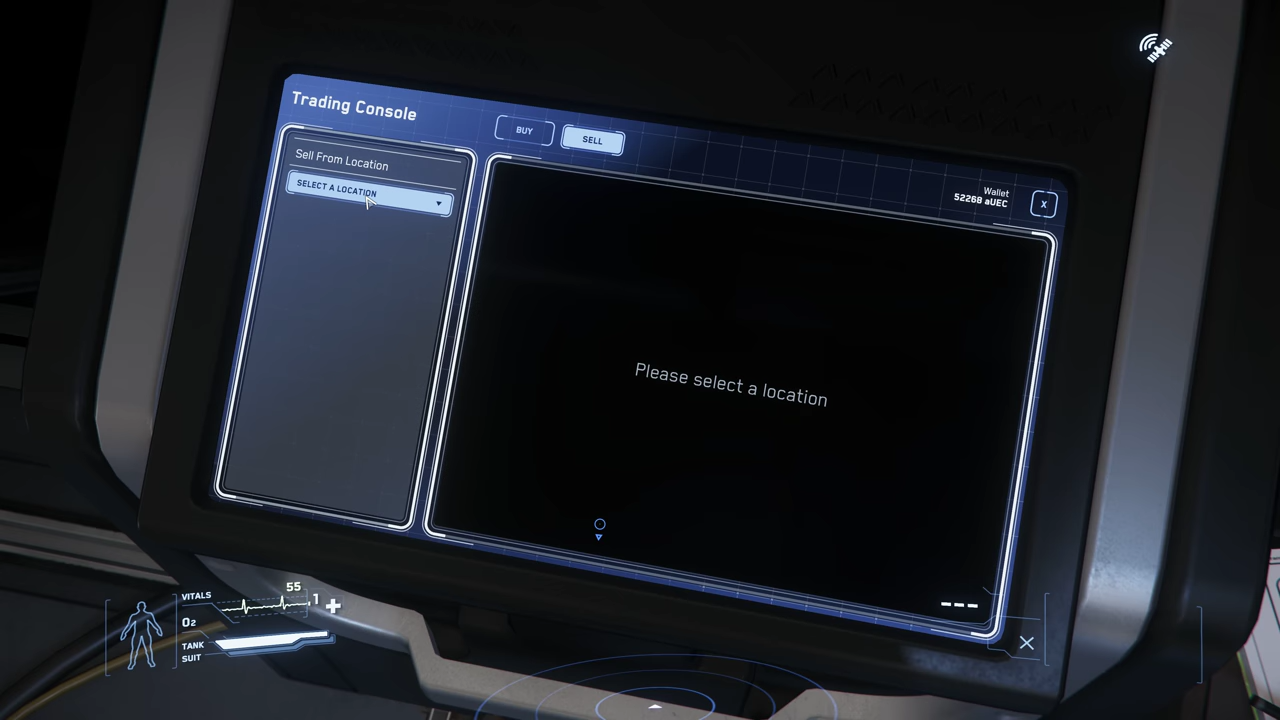 Trading Console
BUY
SELL
Sell From Location
SELECT A LOCATION
Wallet
52268 aUEC
X
Please select a location
55
VITALS
1
O2
TANK
SUIT